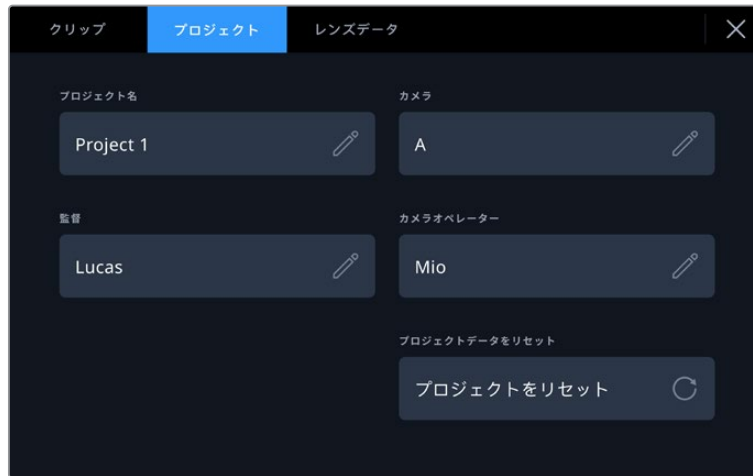 クリップ プロジェクト レンズデータ
プロジェクト名 カメラ
Project 1 A
監督 カメラオペレーター
Lucas Mio
プロジェクトデータをリセット
プロジェクトをリセット